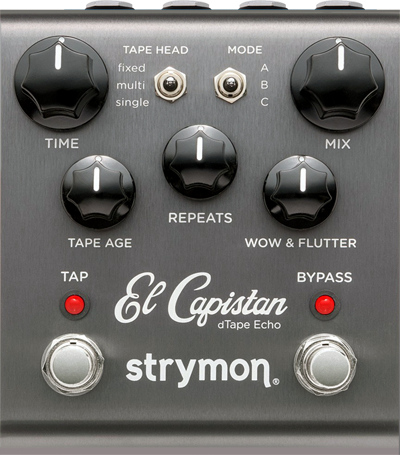 TAPE HEAD
MODE
fixed
multi
single
A
B
C
TIME
MIX
REPEATS
TAPE AGE
WOW & FLUTTER
TAP
BYPASS
El Capistan
dTape Echo
strymon®